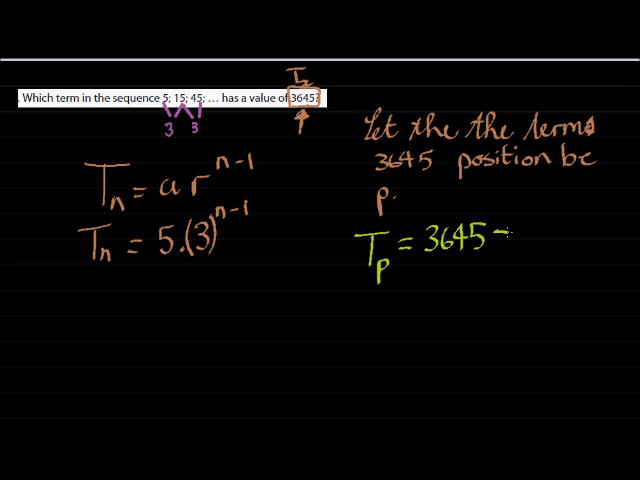 . Which term in the sequence 5; 15; 45; … has a value of 3645?
3 3
Let the the terms
3645 position be
p.
Tn = a r^n-1
Tn = 5.(3)^n-1
Tp = 3645 =